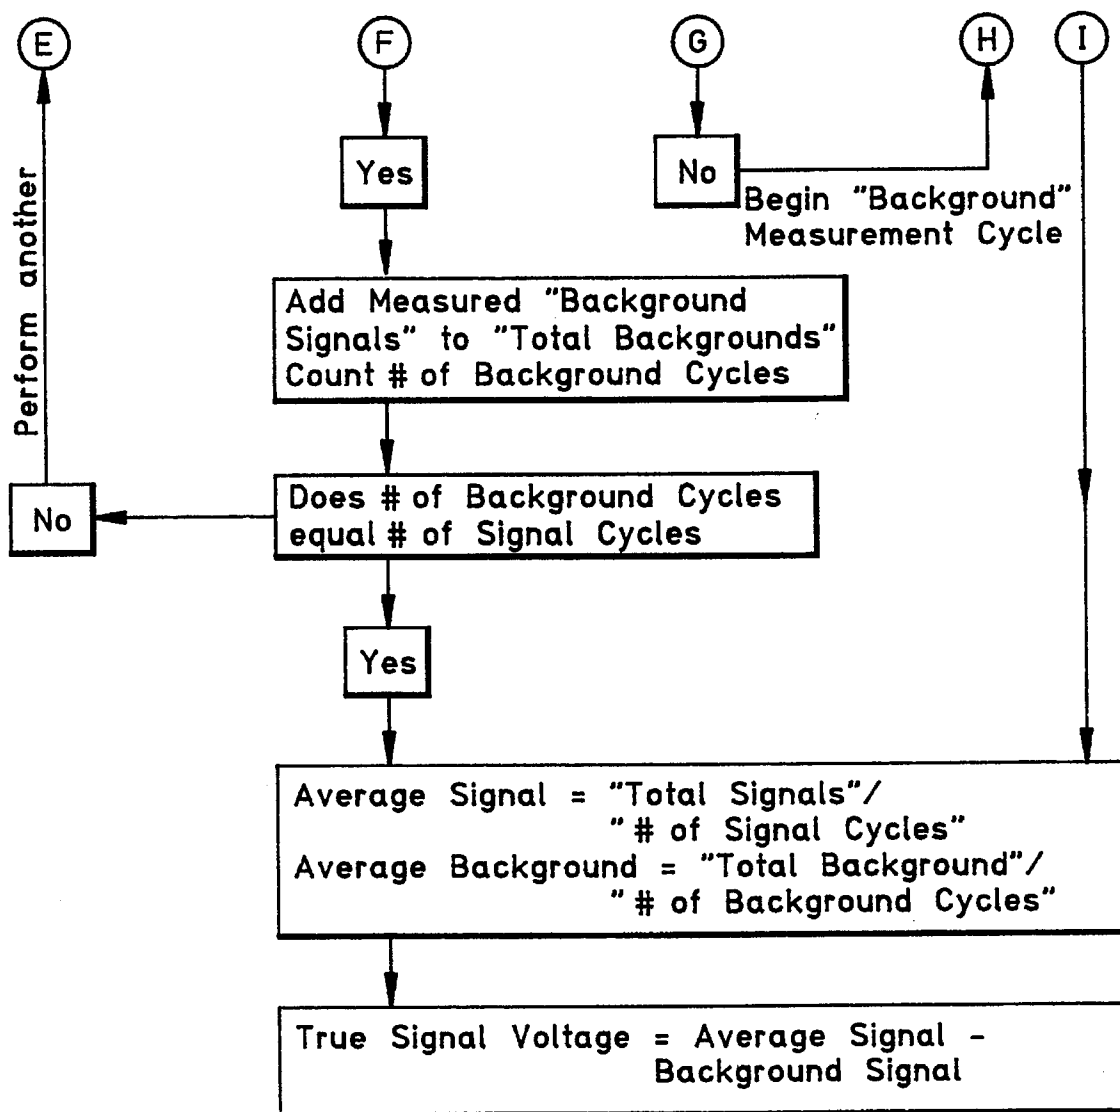 E
F
G
H
I
Yes
No
Begin "Background"
Measurement Cycle
Perform another
Add Measured "Background
Signals" to "Total Backgrounds"
Count # of Background Cycles
No
Does # of Background Cycles
equal # of Signal Cycles
Yes
Average Signal = "Total Signals"/
"# of Signal Cycles"
Average Background = "Total Background"/
"# of Background Cycles"
True Signal Voltage = Average Signal -
Background Signal